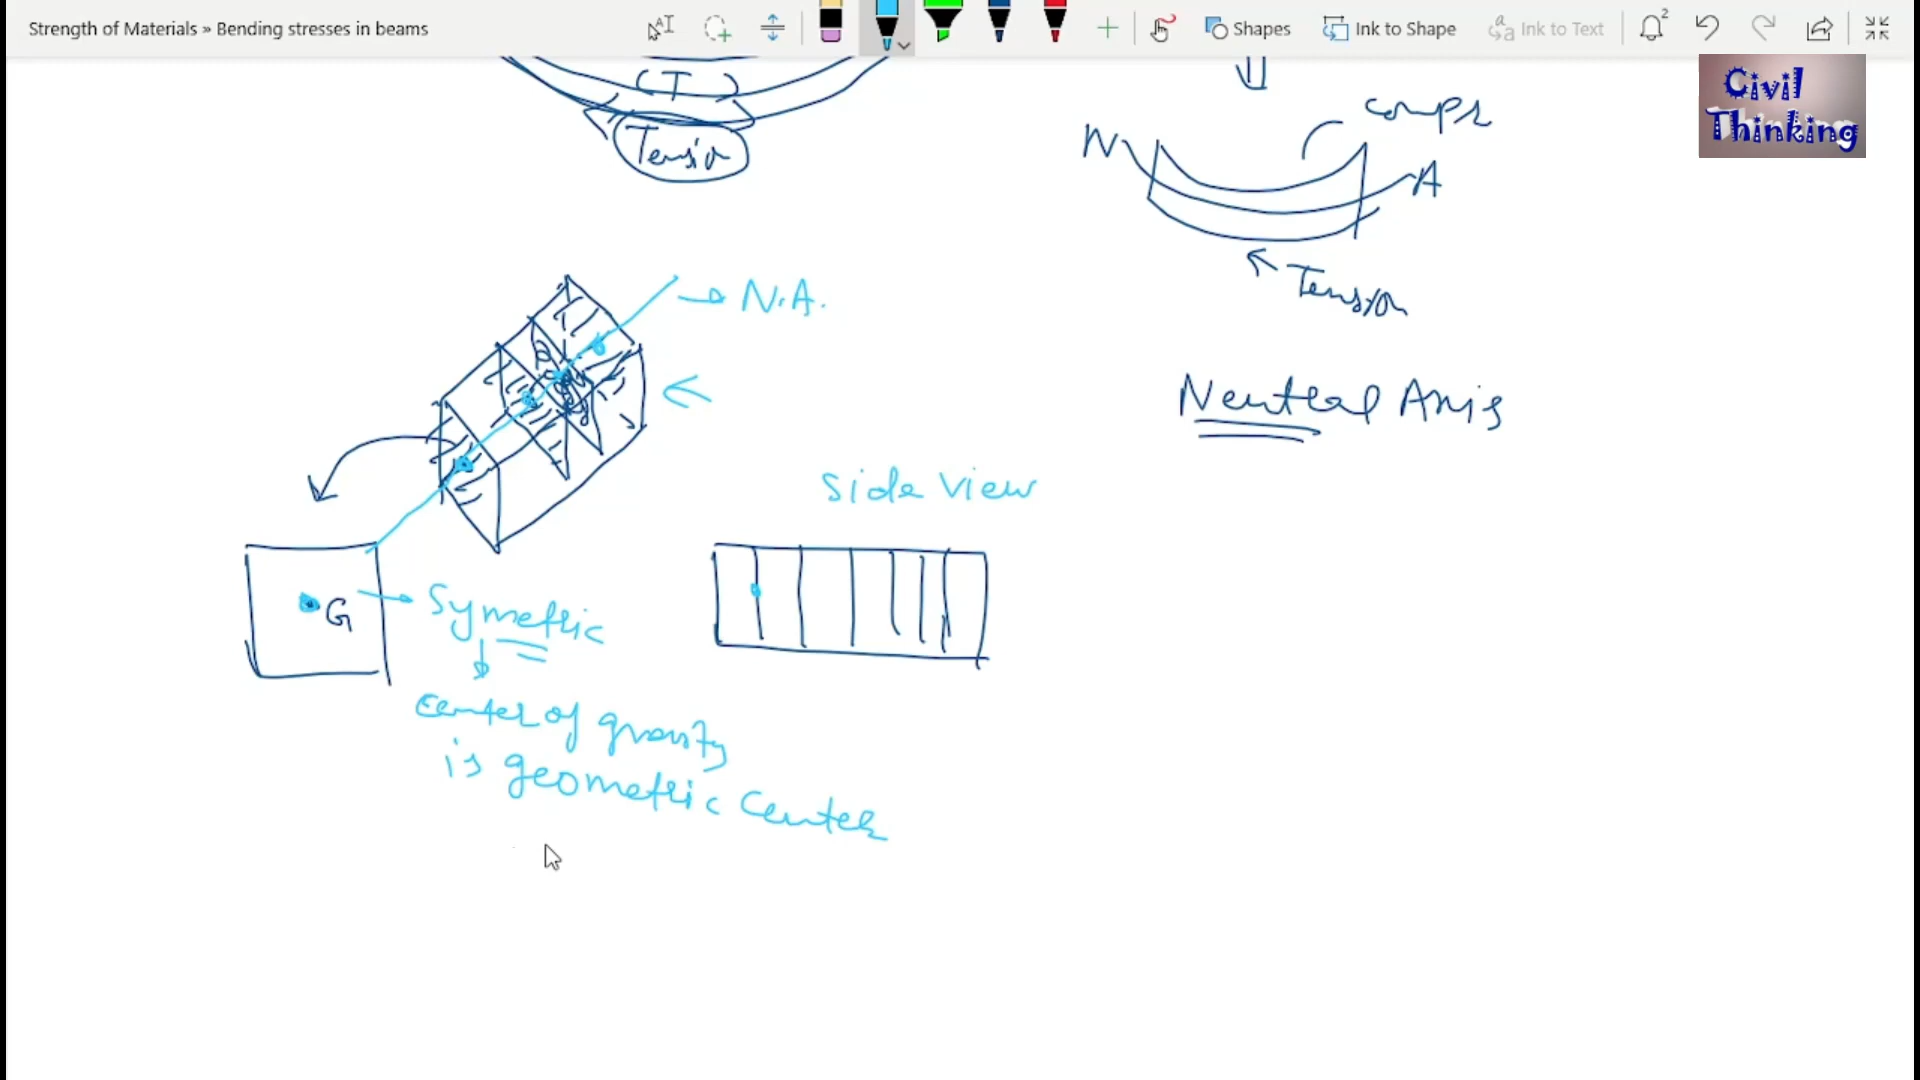 Strength of Materials » Bending stresses in beams
Shapes
Ink to Shape
Ink to Text
2
Civil
Thinking
(T)
Tension
compr
N
A
Tension
N.A.
Neutral Axis
Side View
G
Symetric
center of gravity
is geometric center